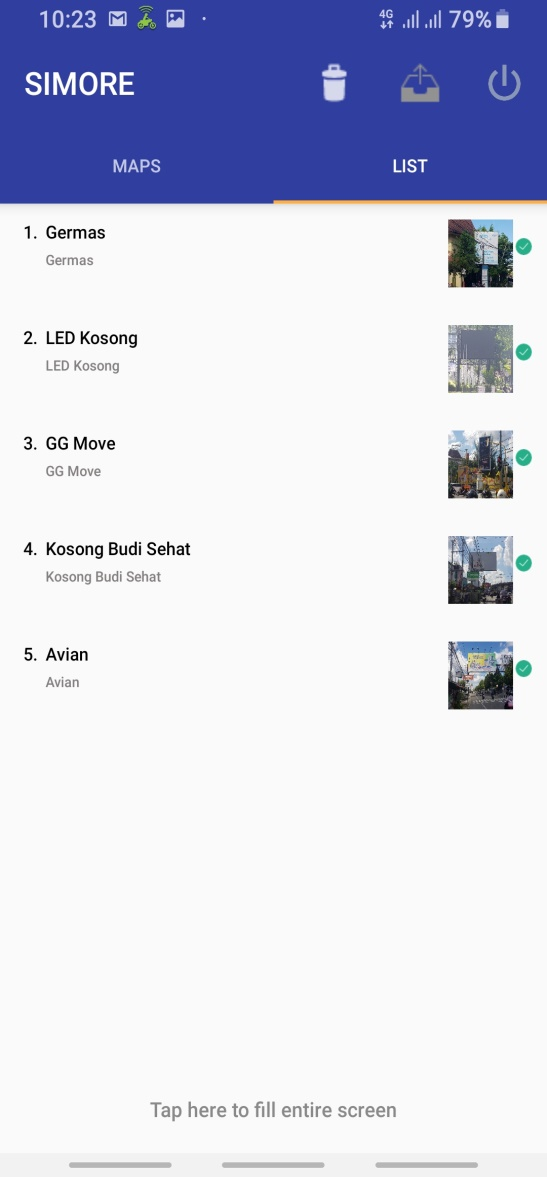 10:23
4G
79%
SIMORE
MAPS
LIST
1. Germas
Germas
2. LED Kosong
LED Kosong
3. GG Move
GG Move
4. Kosong Budi Sehat
Kosong Budi Sehat
5. Avian
Avian
Tap here to fill entire screen